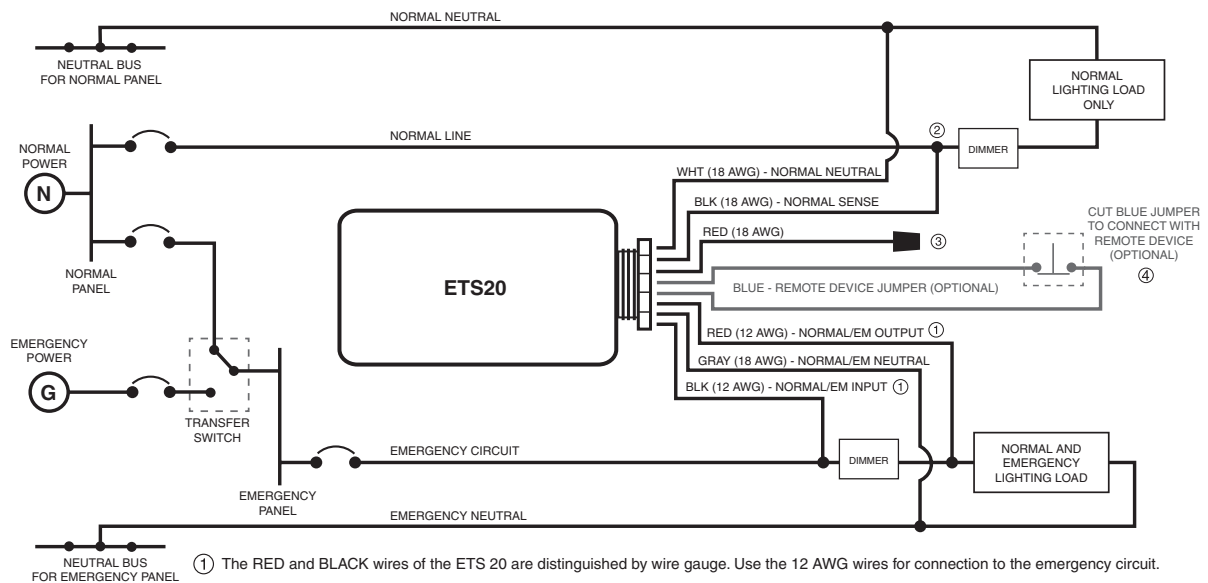 NORMAL NEUTRAL
NEUTRAL BUS
FOR NORMAL PANEL
NORMAL
LIGHTING LOAD
ONLY
NORMAL LINE
②
DIMMER
NORMAL
POWER
N
WHT (18 AWG) - NORMAL NEUTRAL
BLK (18 AWG) - NORMAL SENSE
RED (18 AWG)
③
CUT BLUE JUMPER
TO CONNECT WITH
REMOTE DEVICE
(OPTIONAL)
④
NORMAL
PANEL
ETS20
BLUE - REMOTE DEVICE JUMPER (OPTIONAL)
RED (12 AWG) - NORMAL/EM OUTPUT ①
GRAY (18 AWG) - NORMAL/EM NEUTRAL
BLK (12 AWG) - NORMAL/EM INPUT ①
EMERGENCY
POWER
G
TRANSFER
SWITCH
EMERGENCY CIRCUIT
DIMMER
NORMAL AND
EMERGENCY
LIGHTING LOAD
EMERGENCY
PANEL
EMERGENCY NEUTRAL
NEUTRAL BUS
FOR EMERGENCY PANEL
① The RED and BLACK wires of the ETS 20 are distinguished by wire gauge. Use the 12 AWG wires for connection to the emergency circuit.